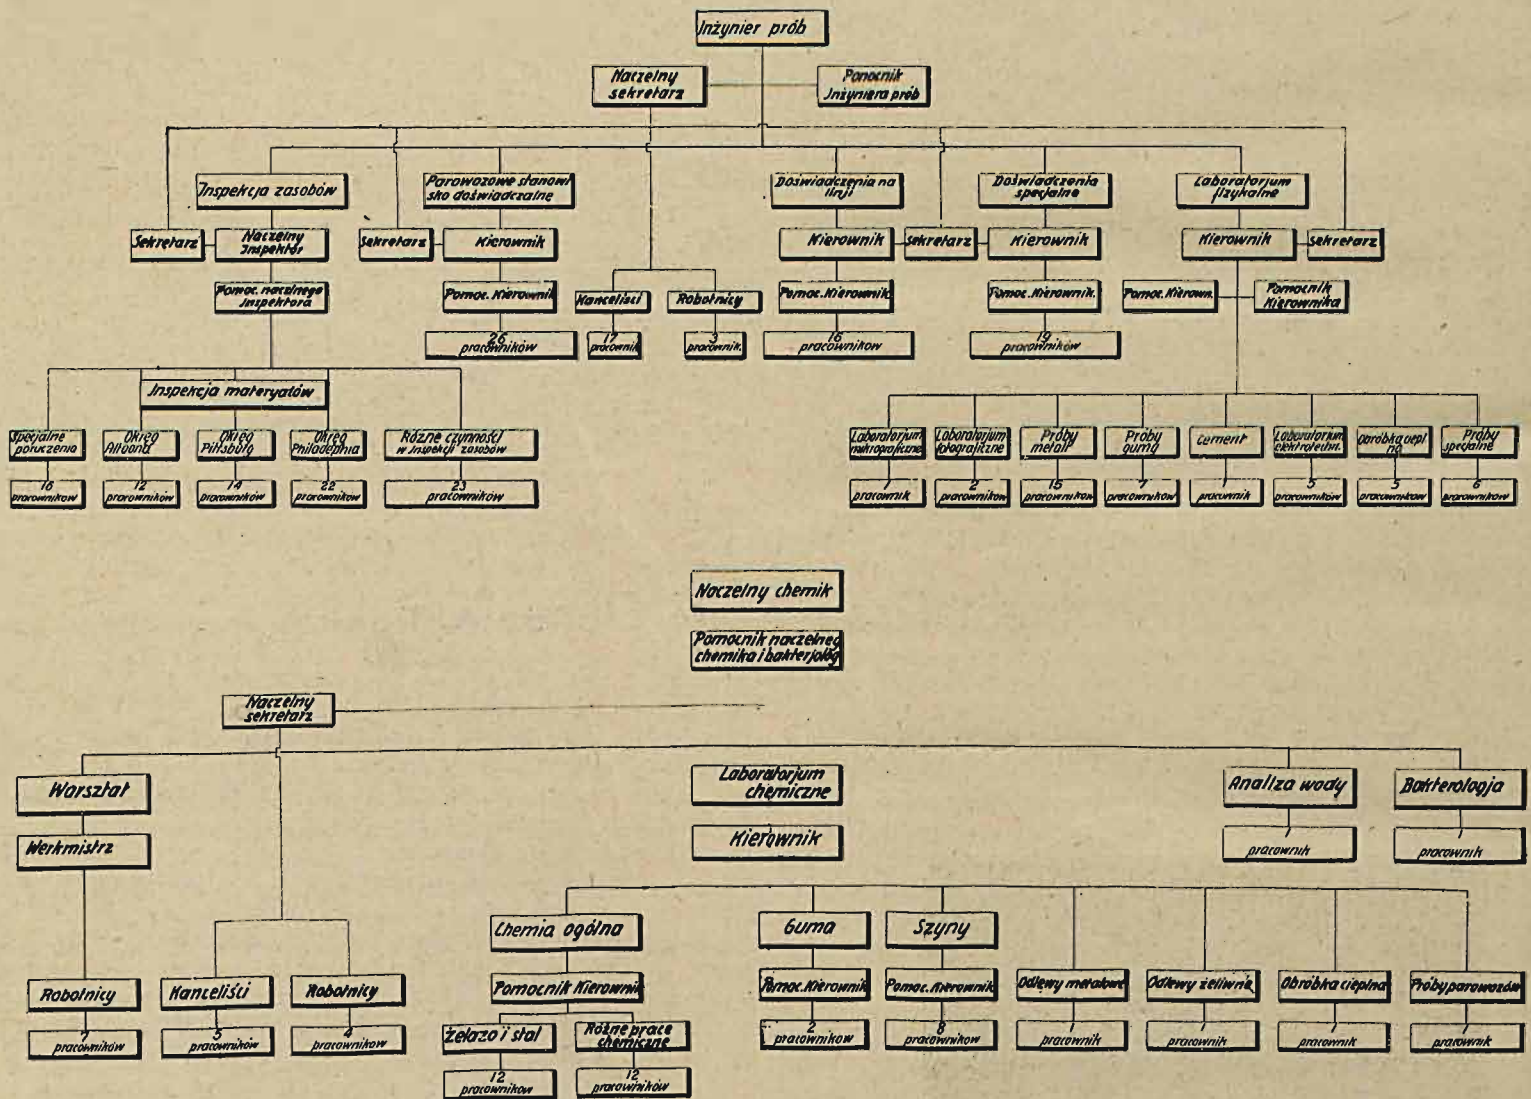 Inżynier prób
Naczelny
sekretarz
Pomocnik
Inżyniera prób
Inspekcja zasobów
Parowozowe stanowi
sko doświadczalne
Doświadczenia na
linji
Doświadczenia
specjalne
Laboratorjum
fizykalne
Sekretarz
Naczelny
Inspektór
Sekretarz
Kierownik
Kierownik
Sekretarz
Kierownik
Kierownik
Sekretarz
Pomoc. naczelnego
Inspektora
Pomoc. Kierownik
Kanceliści
Robotnicy
Pomoc. Kierownik
Pomoc. Kierownik.
Pomoc. Kierown.
Pomocnik
Kierownika
26
pracowników
17
pracownik
3
pracownik.
16
pracowników
19
pracowników
Inspekcja materyałów
Specjalne
poruczenia
Okręg
Altoona
Okręg
Pittsburg
Okręg
Philadelphia
Różne czynności
w Inspekcji zasobów
Laboratorjum
mikrograficzne
Laboratorjum
fotograficzne
Próby
metali
Próby
gumy
Cement
Laboratorjum
elektrotechn.
Obróbka ciepl
na
Próby
specjalne
16
pracowników
12
pracowników
14
pracowników
22
pracowników
23
pracowników
1
pracownik
2
pracowników
15
pracowników
7
pracowników
1
pracownik
5
pracowników
5
pracowników
6
pracowników
Naczelny chemik
Pomocnik naczelneg
chemika i bakterjolog
Naczelny
sekretarz
Warsztat
Laboratorjum
chemiczne
Analiza wody
Bakterologja
Werkmistrz
Kierownik
1
pracownik
1
pracownik
Chemia ogólna
Guma
Szyny
Robotnicy
Kanceliści
Robotnicy
Pomocnik Kierownik
Pomoc. Kierownik
Pomoc. Kierownik
Odlewy metalowe
Odlewy żeliwne
Obróbka cieplna
Próby parowozów
7
pracowników
5
pracowników
4
pracowników
Żelazo i stal
Różne prace
chemiczne
2
pracowników
8
pracowników
1
pracownik
1
pracownik
1
pracownik
1
pracownik
12
pracowników
12
pracowników